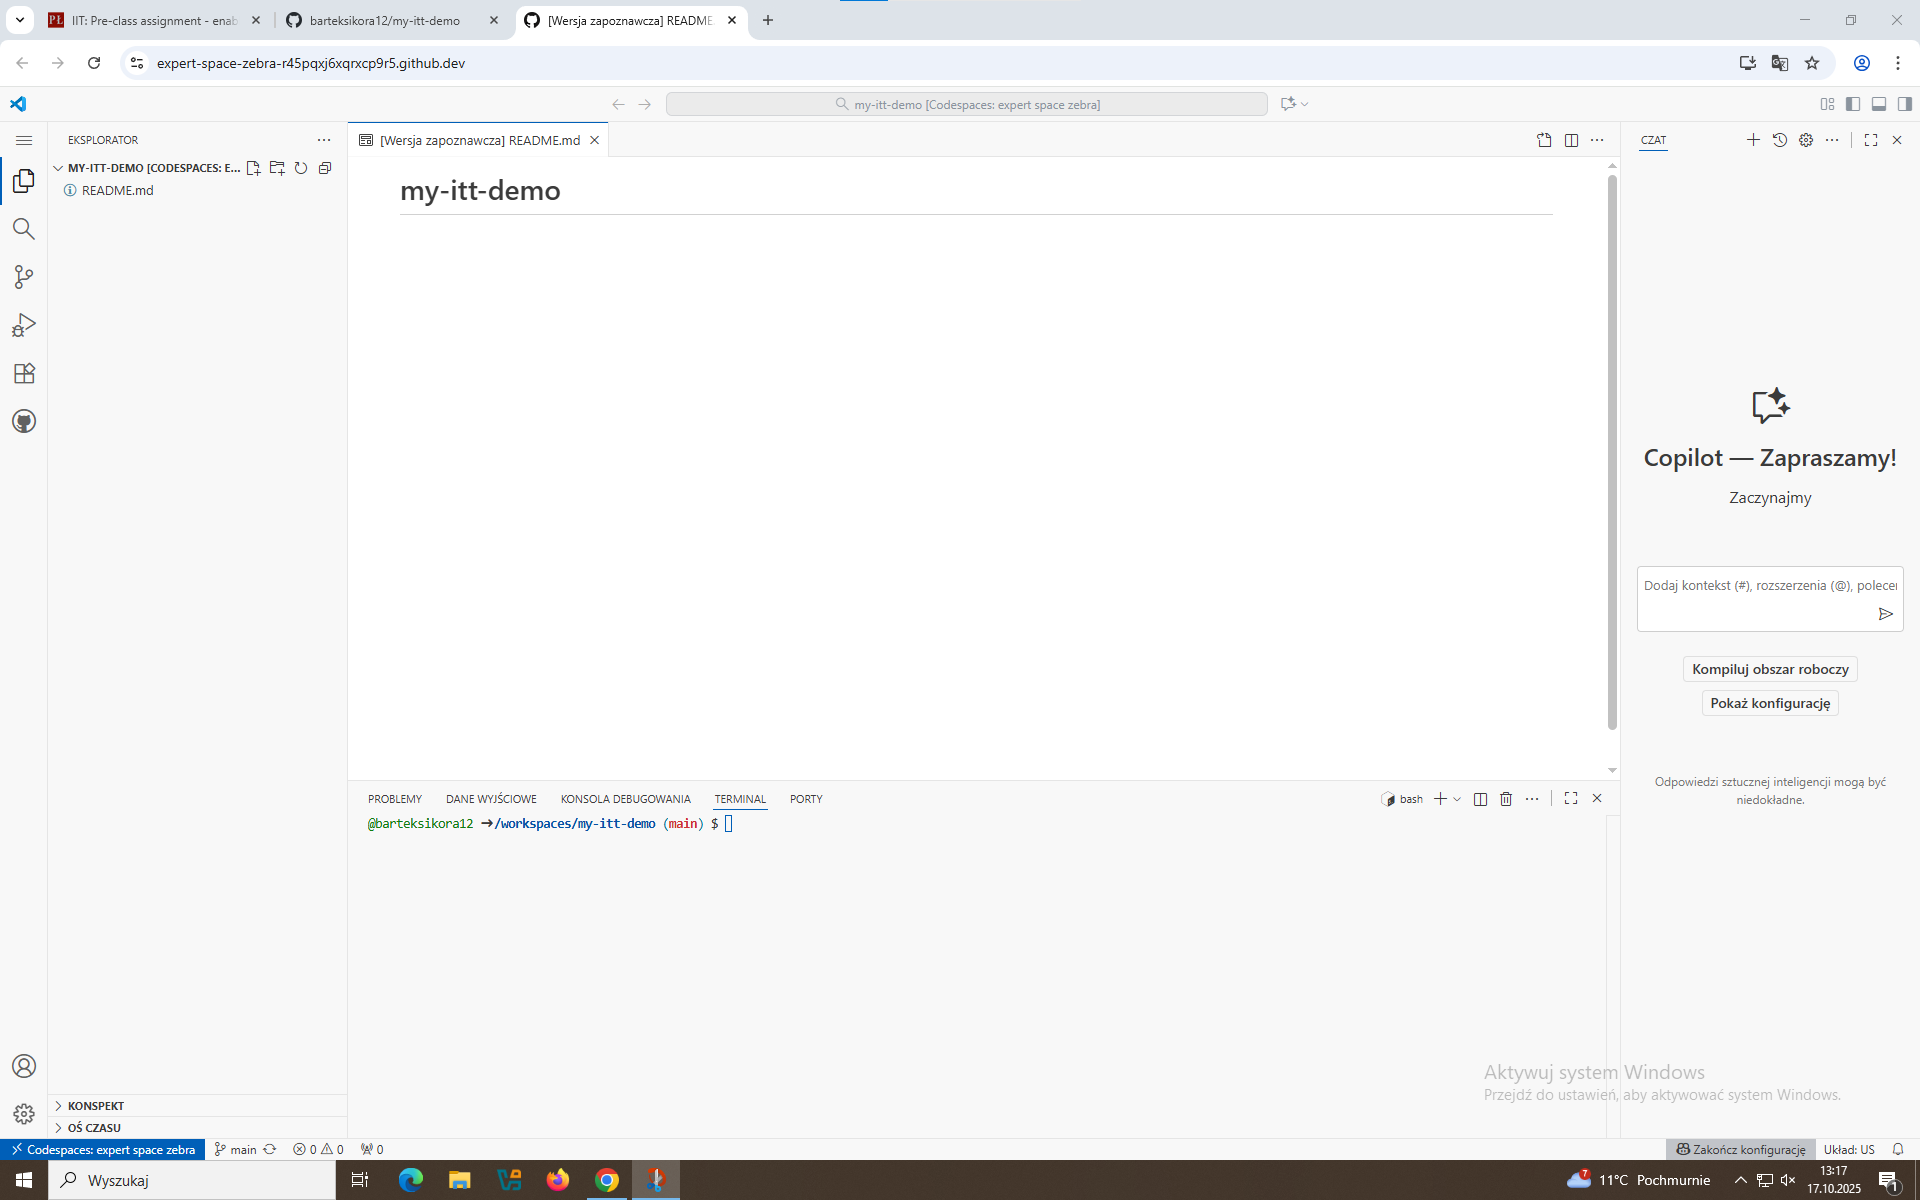 IIT: Pre-class assignment - enab
barteksikora12/my-itt-demo
[Wersja zapoznawcza] README.
expert-space-zebra-r45pqxj6xqrxcp9r5.github.dev
my-itt-demo [Codespaces: expert space zebra]
EKSPLORATOR
MY-ITT-DEMO [CODESPACES: E...
README.md
[Wersja zapoznawcza] README.md
my-itt-demo
CZAT
Copilot — Zapraszamy!
Zaczynajmy
Dodaj kontekst (#), rozszerzenia (@), polecen
Kompiluj obszar roboczy
Pokaż konfigurację
Odpowiedzi sztucznej inteligencji mogą być
niedokładne.
PROBLEMY DANE WYJŚCIOWE KONSOLA DEBUGOWANIA TERMINAL PORTY
bash
@barteksikora12 ➜/workspaces/my-itt-demo (main) $
KONSPEKT
OŚ CZASU
Aktywuj system Windows
Przejdź do ustawień, aby aktywować system Windows.
Codespaces: expert space zebra main 0 0 0
Zakończ konfigurację Układ: US
Wyszukaj
7 11°C Pochmurnie
13:17
17.10.2025
1